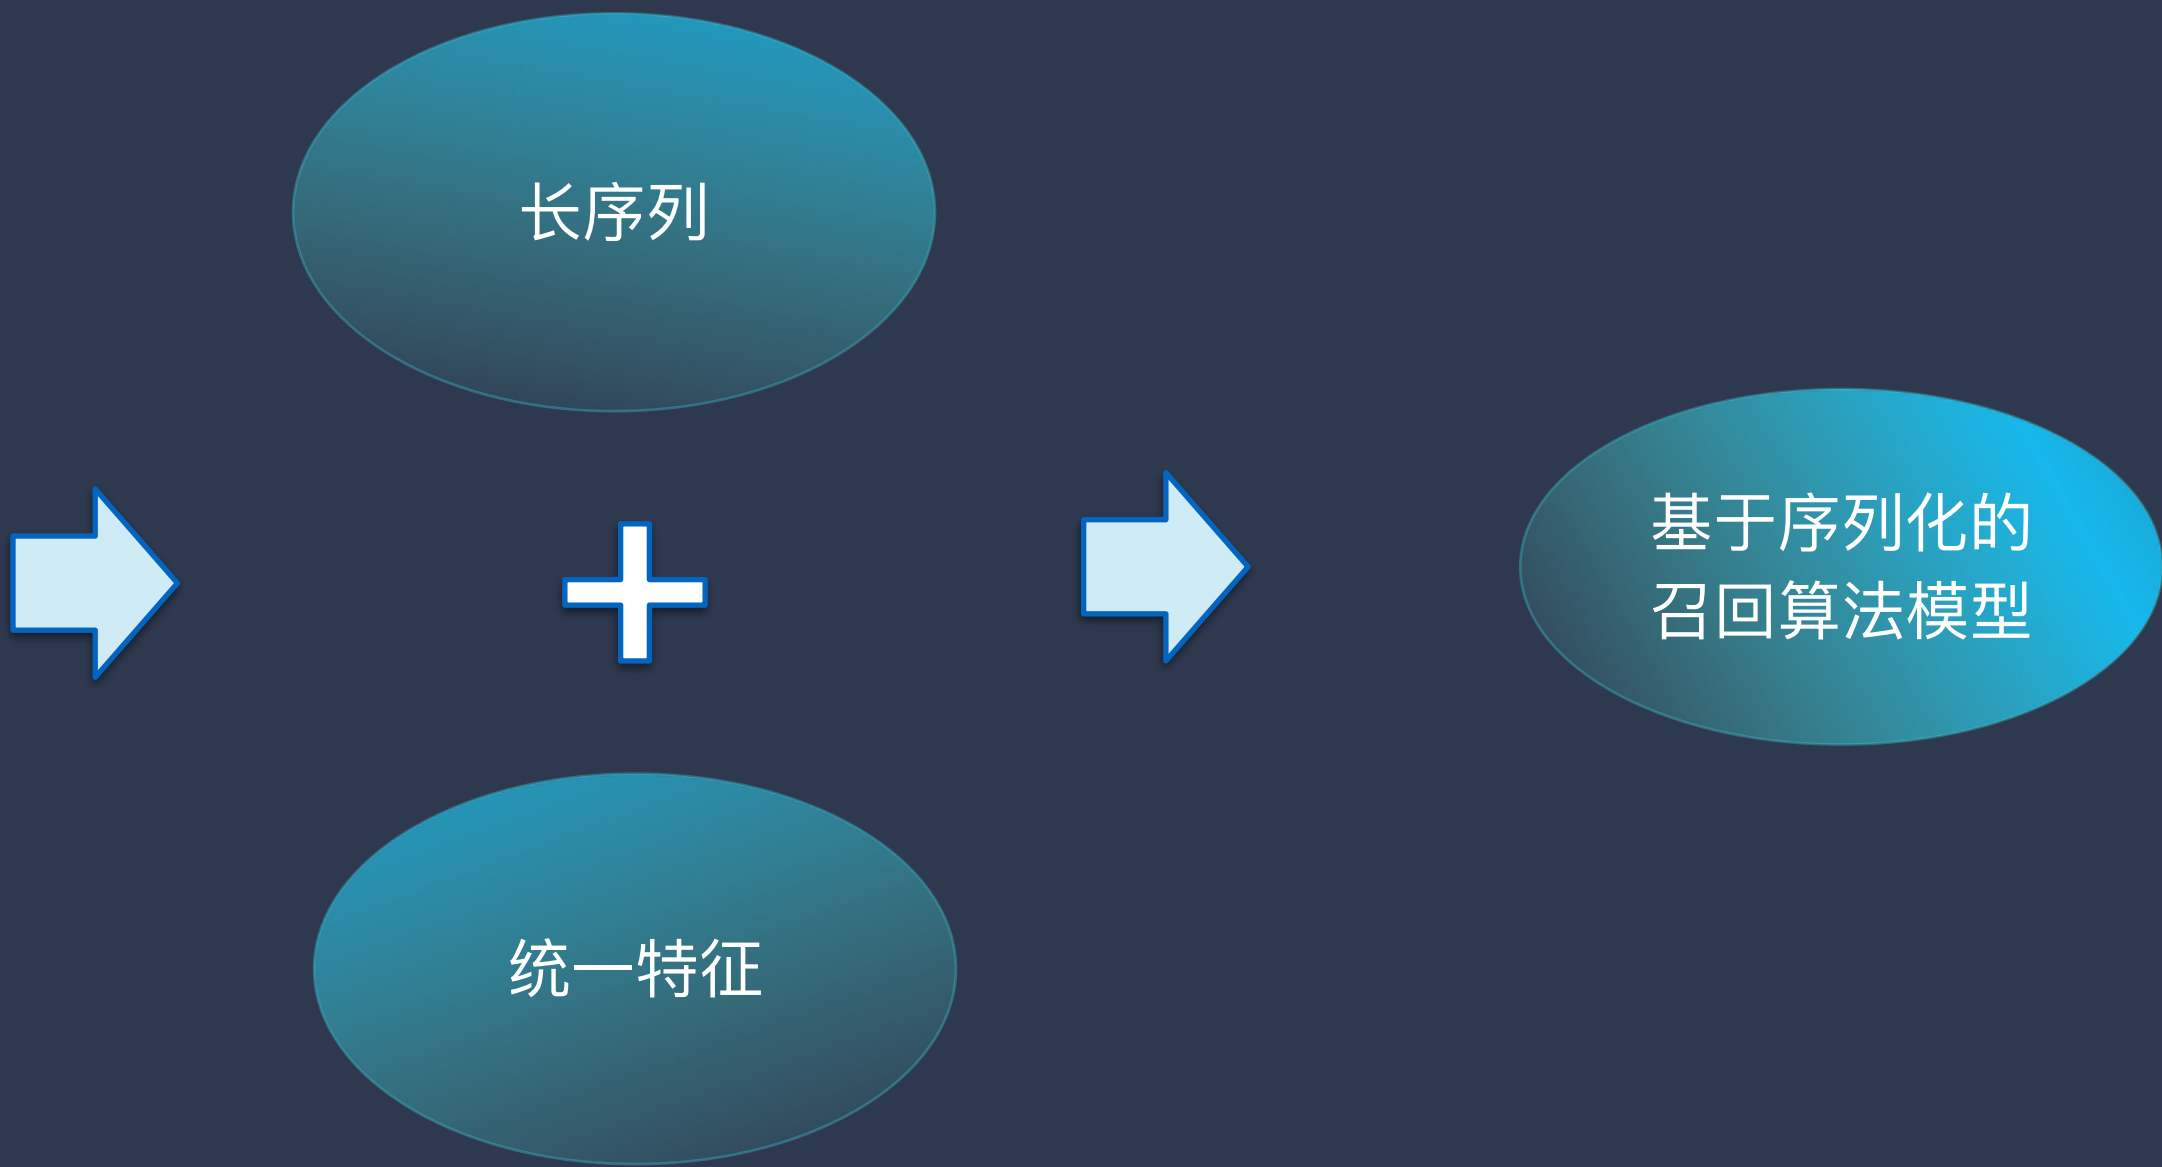 长序列
统一特征
基于序列化的
召回算法模型